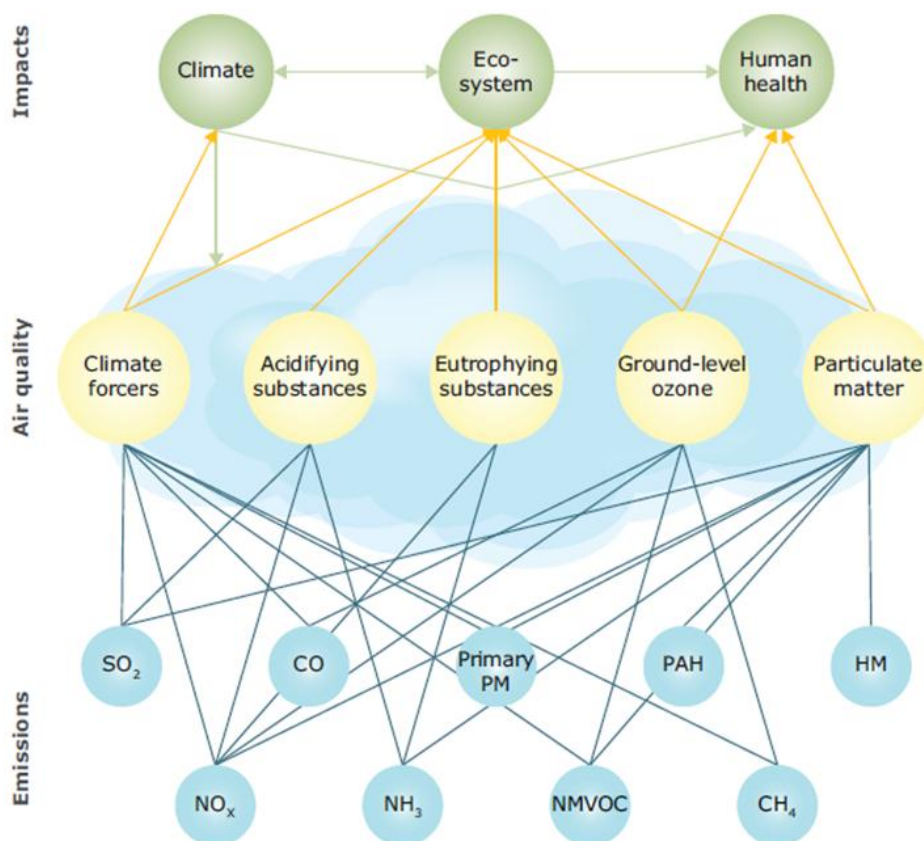 Impacts
Climate
Eco-
system
Human
health
Air quality
Climate
forcers
Acidifying
substances
Eutrophying
substances
Ground-level
ozone
Particulate
matter
Emissions
SO₂
CO
Primary
PM
PAH
HM
NOₓ
NH₃
NMVOC
CH₄